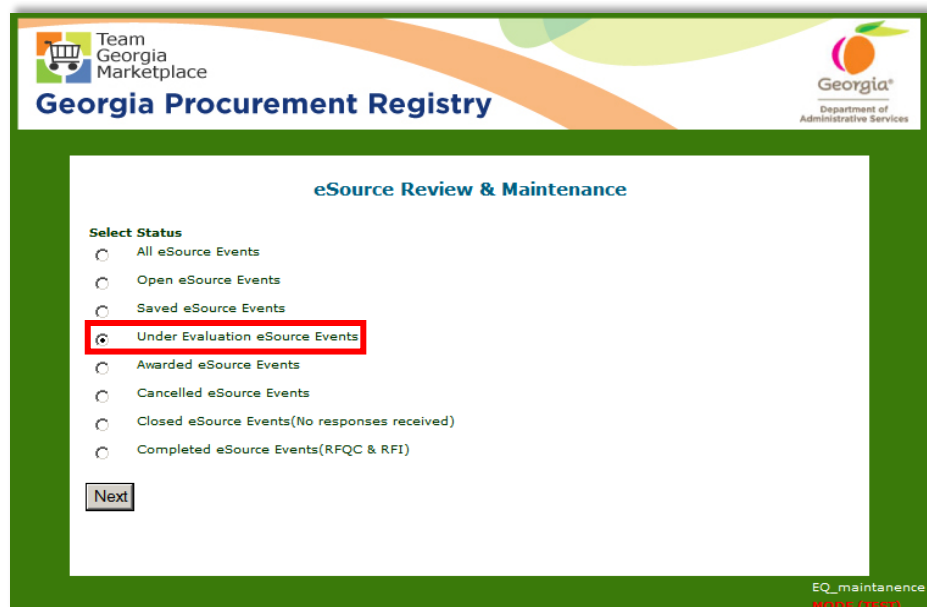 Team
Georgia
Marketplace
Georgia Procurement Registry
Georgia®
Department of
Administrative Services
eSource Review & Maintenance
Select Status
All eSource Events
Open eSource Events
Saved eSource Events
Under Evaluation eSource Events
Awarded eSource Events
Cancelled eSource Events
Closed eSource Events(No responses received)
Completed eSource Events(RFQC & RFI)
Next
EQ_maintanence
MODE (TEST)